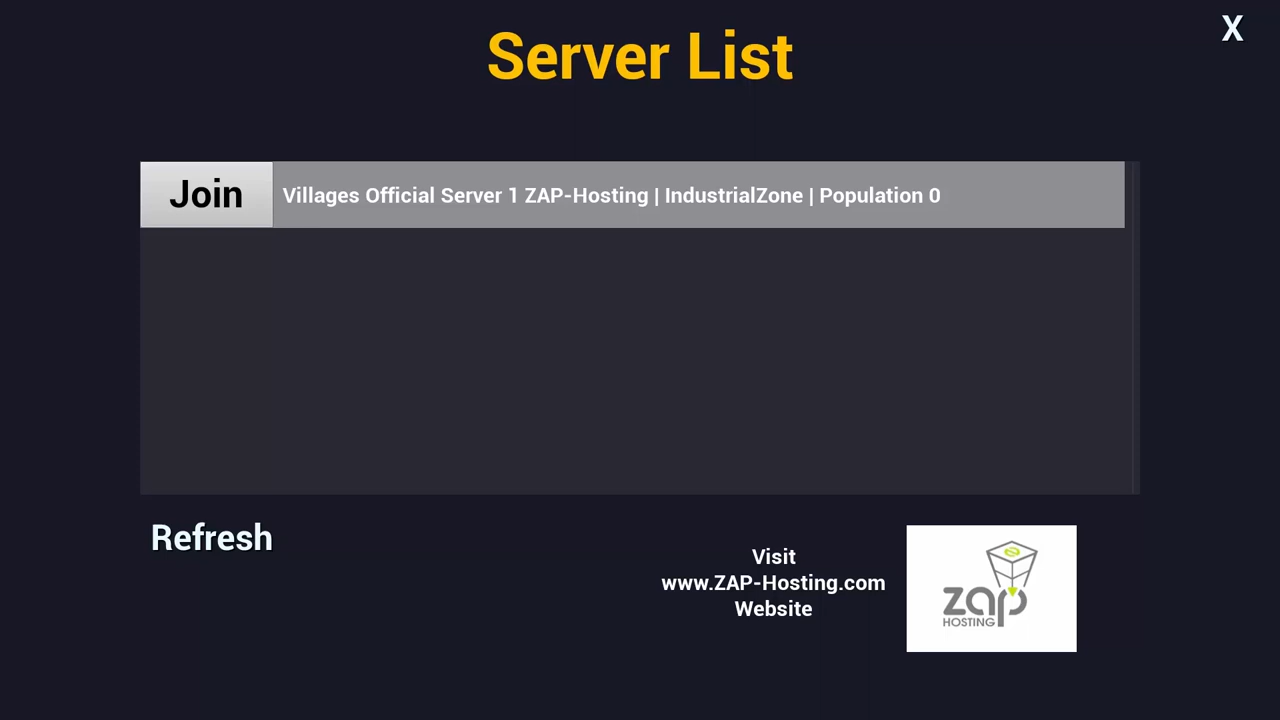 X
Server List
Join
Villages Official Server 1 ZAP-Hosting | IndustrialZone | Population 0
Refresh
Visit
www.ZAP-Hosting.com
Website
zap
HOSTING